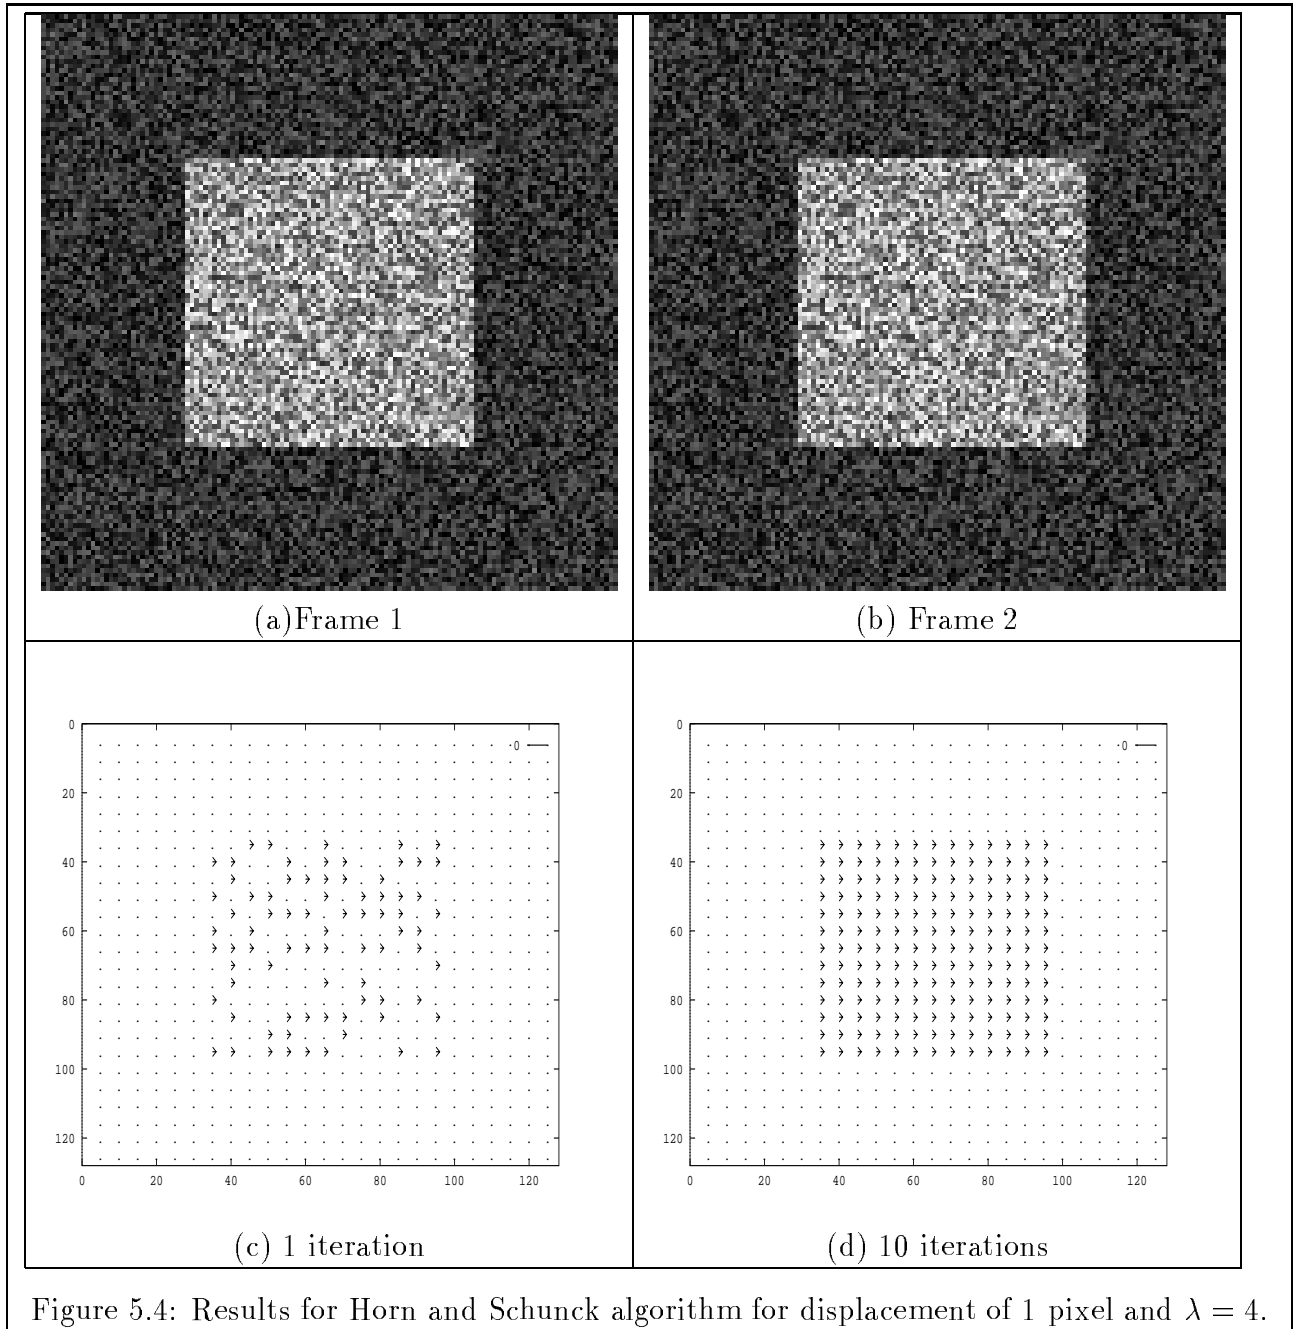 (a)Frame 1
(b) Frame 2
0
20
40
60
80
100
120
0
0 20 40 60 80 100 120
0
20
40
60
80
100
120
0
0 20 40 60 80 100 120
(c) 1 iteration
(d) 10 iterations
Figure 5.4: Results for Horn and Schunck algorithm for displacement of 1 pixel and λ = 4.